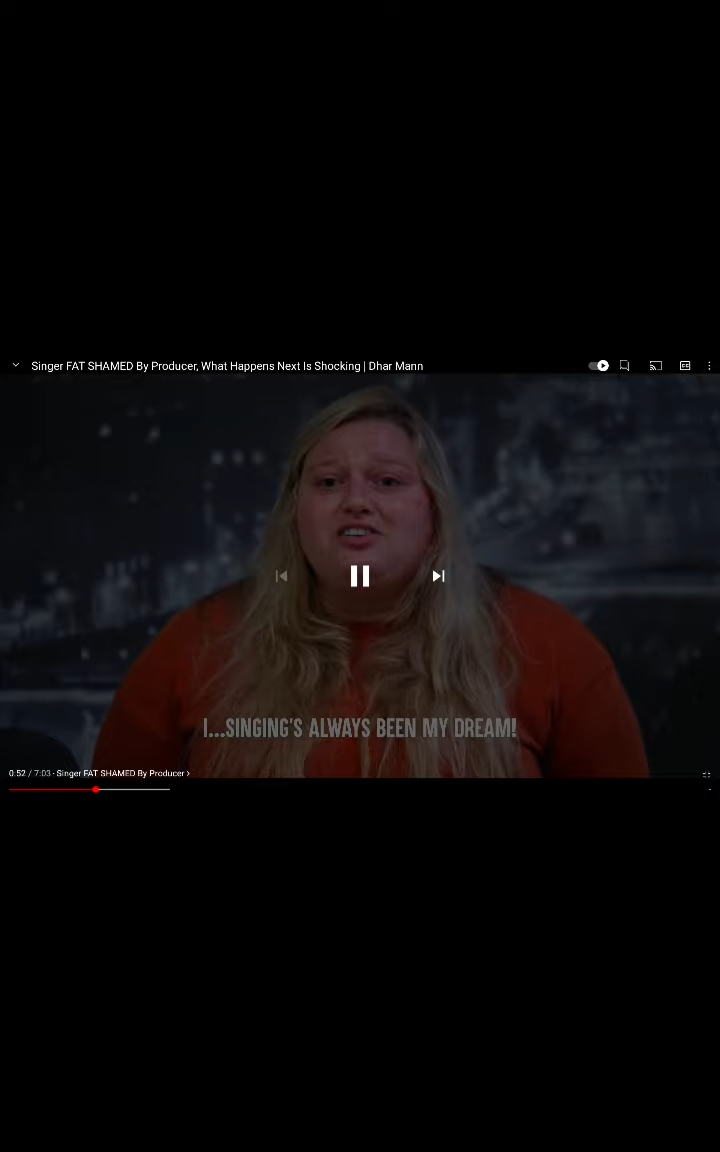 Singer FAT SHAMED By Producer, What Happens Next Is Shocking | Dhar Mann
CC
I...SINGING'S ALWAYS BEEN MY DREAM!
0:52 / 7:03 · Singer FAT SHAMED By Producer ›